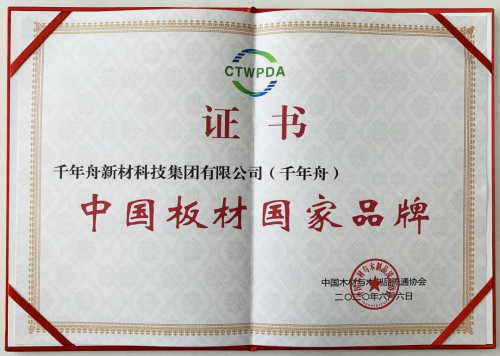 CTWPDA
证书
千年舟新材科技集团有限公司（千年舟）
中国板材国家品牌
中国木材与木制品流通协会
二〇二〇年六月六日